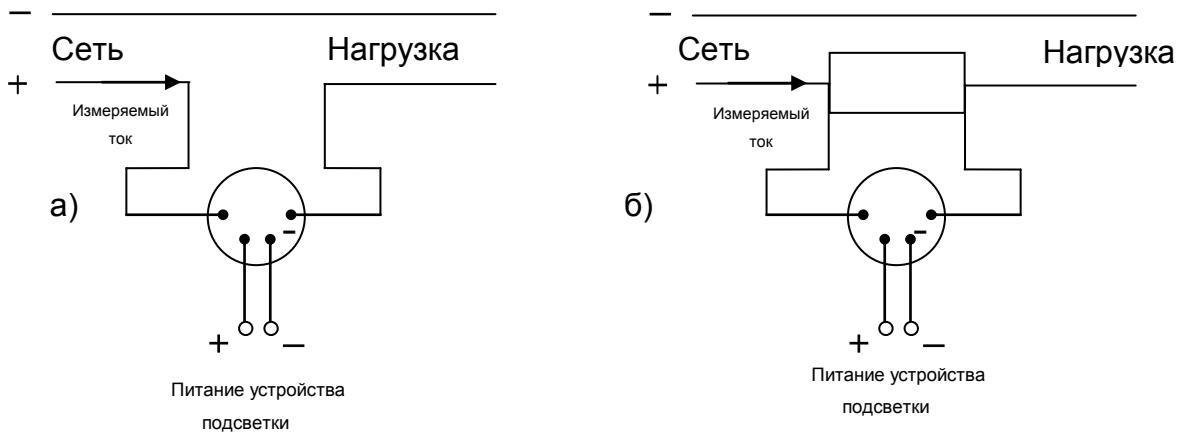 −
Сеть
Нагрузка
+
Измеряемый
ток
а)
-
+
−
Питание устройства
подсветки
−
Сеть
Нагрузка
+
Измеряемый
ток
б)
-
+
−
Питание устройства
подсветки